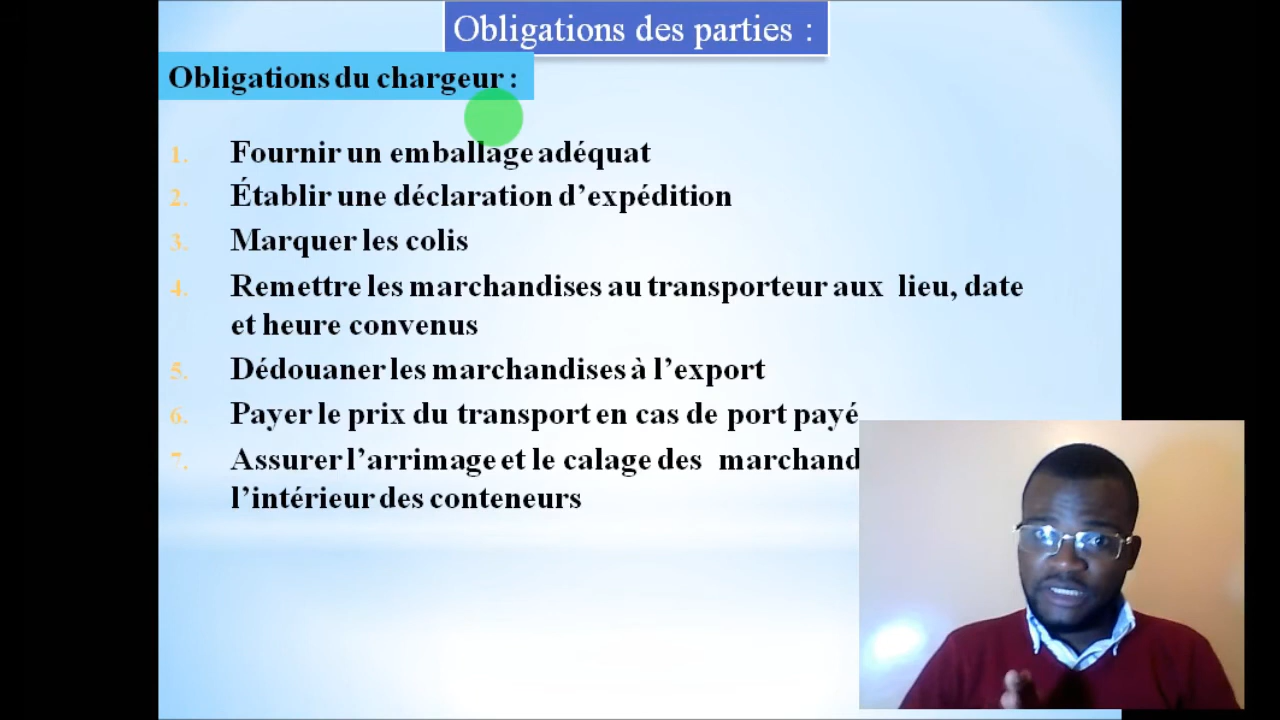 Obligations des parties :
Obligations du chargeur :
1. Fournir un emballage adéquat
2. Établir une déclaration d’expédition
3. Marquer les colis
4. Remettre les marchandises au transporteur aux lieu, date
et heure convenus
5. Dédouaner les marchandises à l’export
6. Payer le prix du transport en cas de port payé
7. Assurer l’arrimage et le calage des marchand
l’intérieur des conteneurs